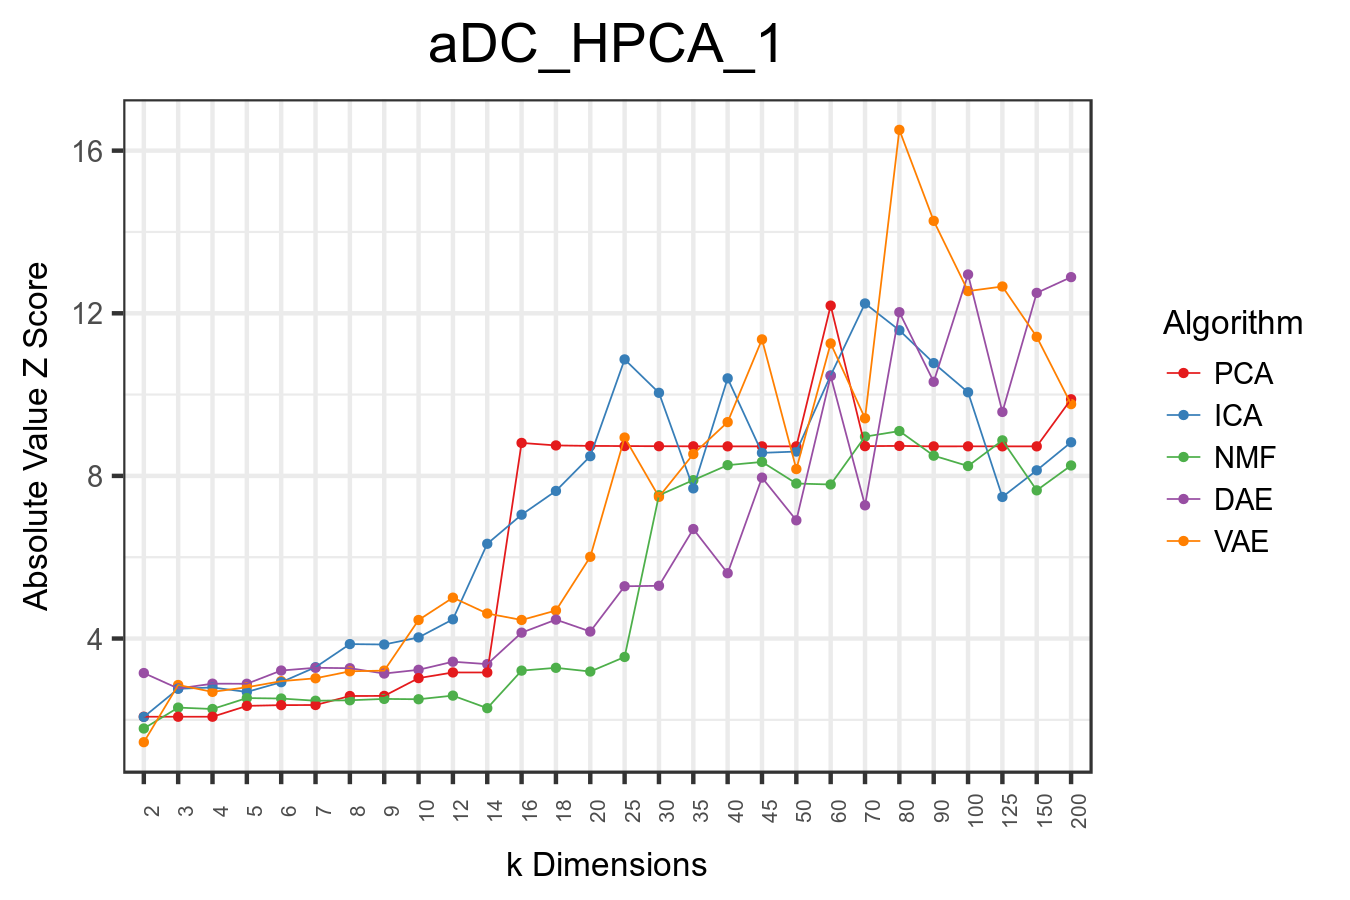 aDC_HPCA_1
Absolute Value Z Score
16
12
8
4
2 3 4 5 6 7 8 9 10 12 14 16 18 20 25 30 35 40 45 50 60 70 80 90 100 125 150 200
k Dimensions
Algorithm
PCA
ICA
NMF
DAE
VAE